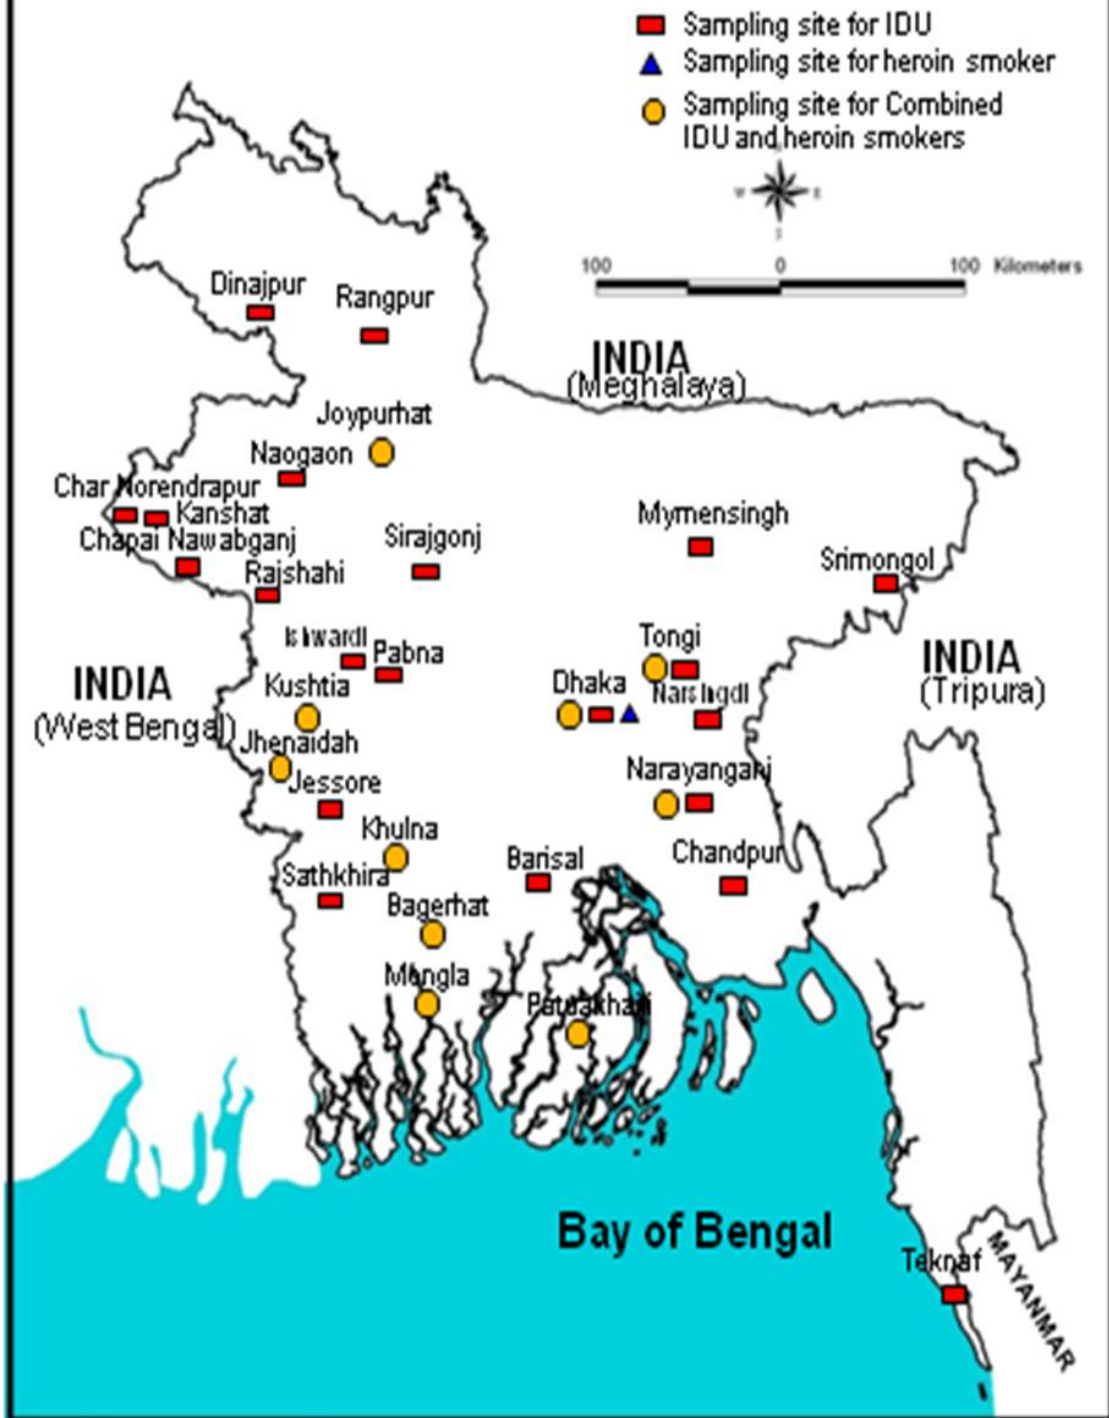 Sampling site for IDU
Sampling site for heroin smoker
Sampling site for Combined
IDU and heroin smokers
W E
S
100 0 100 Kilometers
Dinajpur
Rangpur
INDIA
(Meghalaya)
Joypurhat
Naogaon
Char Norendrapur
Kanshat
Chapai Nawabganj
Sirajgonj
Mymensingh
Rajshahi
Srimongol
Ishwardi
Pabna
Tongi
INDIA
(Tripura)
INDIA
(West Bengal)
Kushtia
Dhaka
Narshigdi
Jhenaidah
Jessore
Narayanganj
Khulna
Barisal
Chandpur
Sathkhira
Bagerhat
Mongla
Patuakhali
Bay of Bengal
Teknaf
MAYANMAR